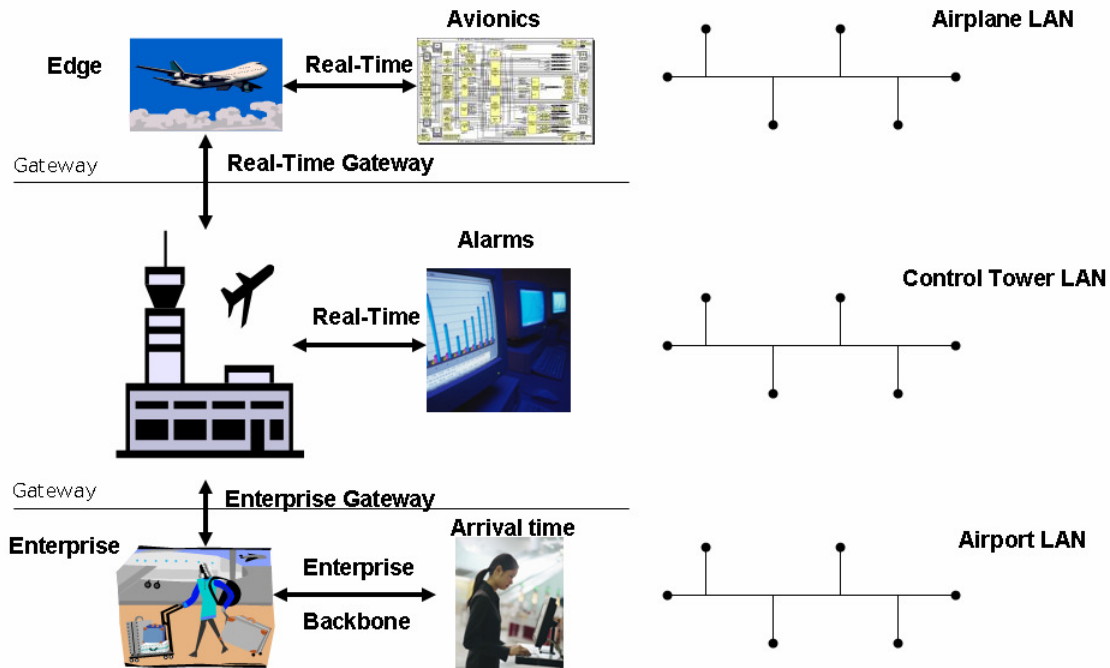 Avionics
Airplane LAN
Edge
Real-Time
Gateway
Real-Time Gateway
Alarms
Control Tower LAN
Real-Time
Gateway
Enterprise Gateway
Enterprise
Arrival time
Airport LAN
Enterprise
Backbone